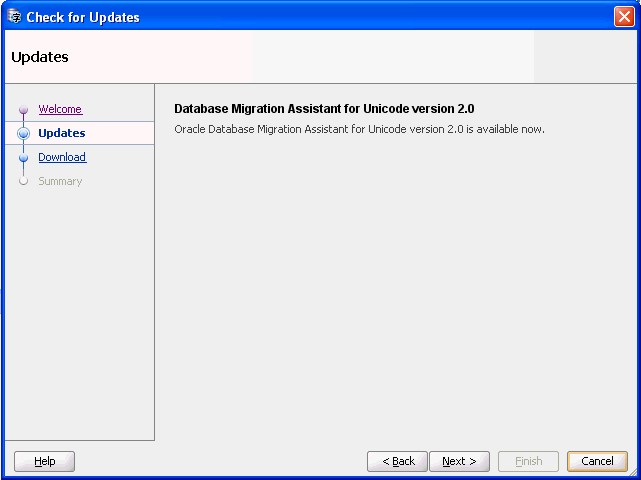 Check for Updates
Updates
Welcome
Updates
Download
Summary
Database Migration Assistant for Unicode version 2.0
Oracle Database Migration Assistant for Unicode version 2.0 is available now.
Help
< Back
Next >
Finish
Cancel